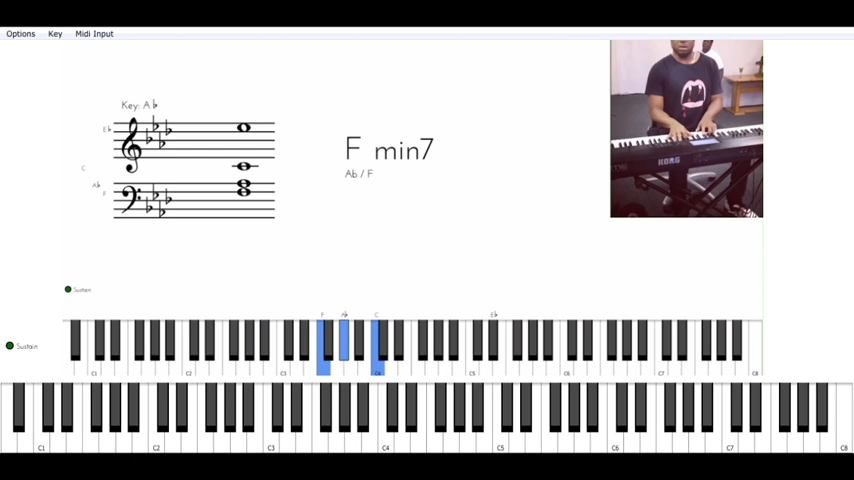 Options Key Midi Input
Key: A♭
E♭
C
A♭
F
F min7
Ab / F
KORG
Sustain
F A♭ C E♭
Sustain
C1 C2 C3 C4 C5 C6 C7 C8
C1 C2 C3 C4 C5 C6 C7 C8